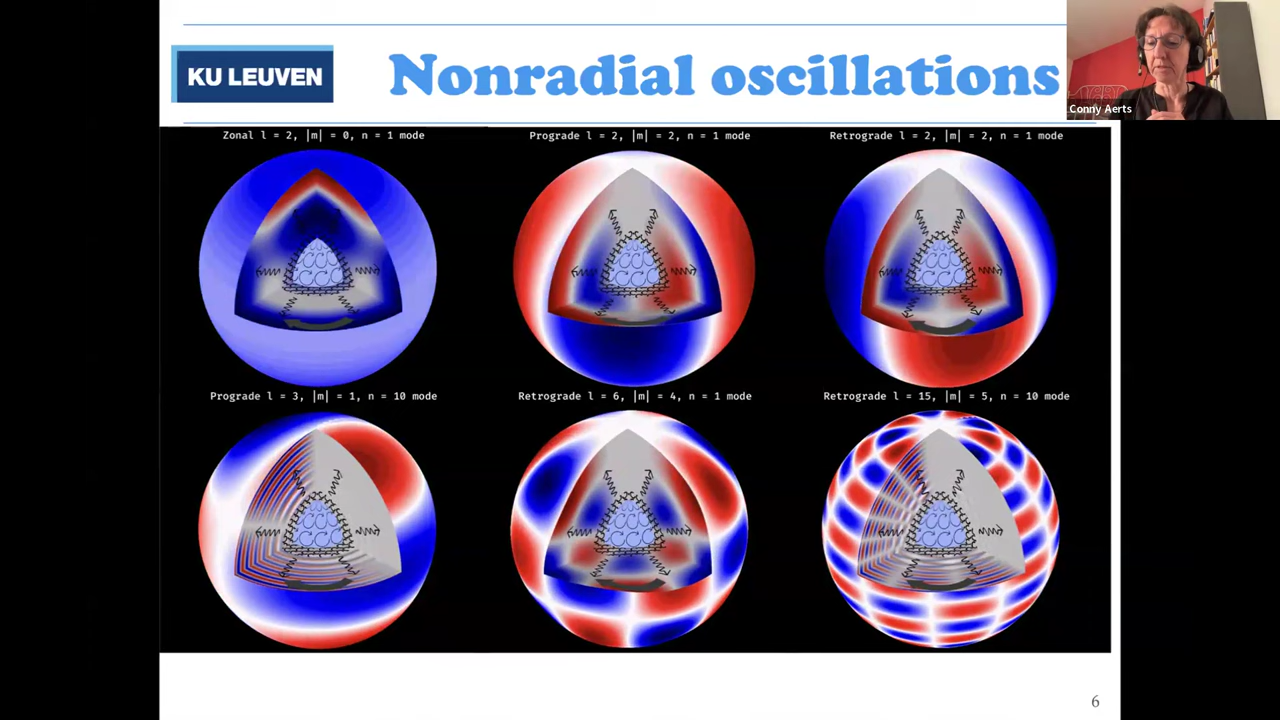 KU LEUVEN
Nonradial oscillations
Conny Aerts
Zonal l = 2, |m| = 0, n = 1 mode
Prograde l = 2, |m| = 2, n = 1 mode
Retrograde l = 2, |m| = 2, n = 1 mode
Prograde l = 3, |m| = 1, n = 10 mode
Retrograde l = 6, |m| = 4, n = 1 mode
Retrograde l = 15, |m| = 5, n = 10 mode
6